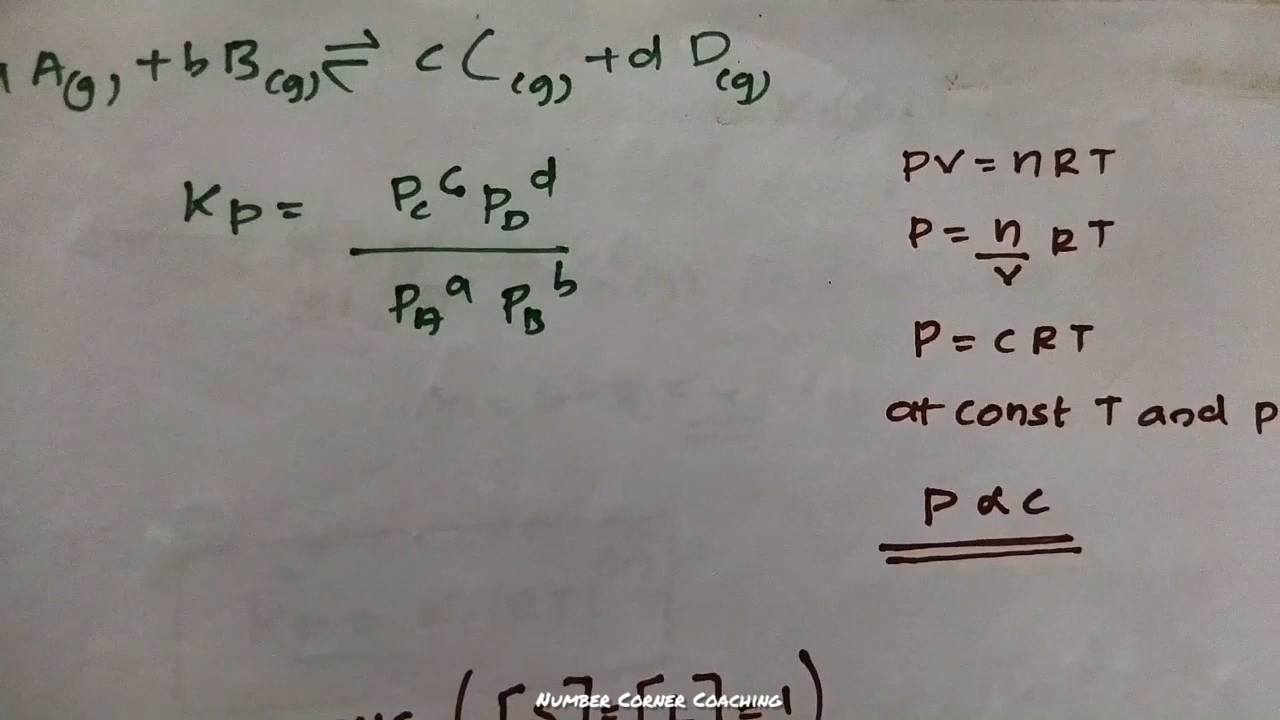 A(g) + b B(g) ⇌ c C(g) + d D(g)
Kp = Pc^c PD^d / PA^a PB^b
PV = nRT
P = n/V RT
P = CRT
at const T and P
P α C
NUMBER CORNER COACHING